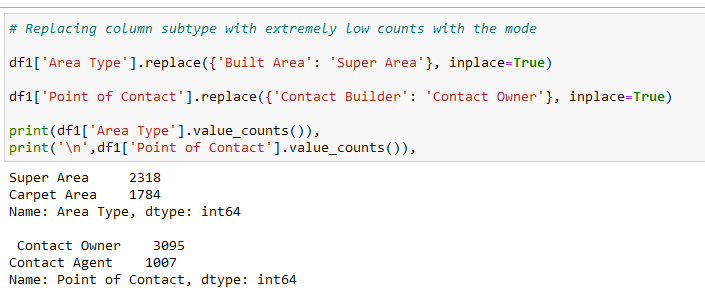 # Replacing column subtype with extremely low counts with the mode
df1['Area Type'].replace({'Built Area': 'Super Area'}, inplace=True)
df1['Point of Contact'].replace({'Contact Builder': 'Contact Owner'}, inplace=True)
print(df1['Area Type'].value_counts()),
print('\n',df1['Point of Contact'].value_counts()),
Super Area     2318
Carpet Area    1784
Name: Area Type, dtype: int64
 Contact Owner    3095
Contact Agent    1007
Name: Point of Contact, dtype: int64